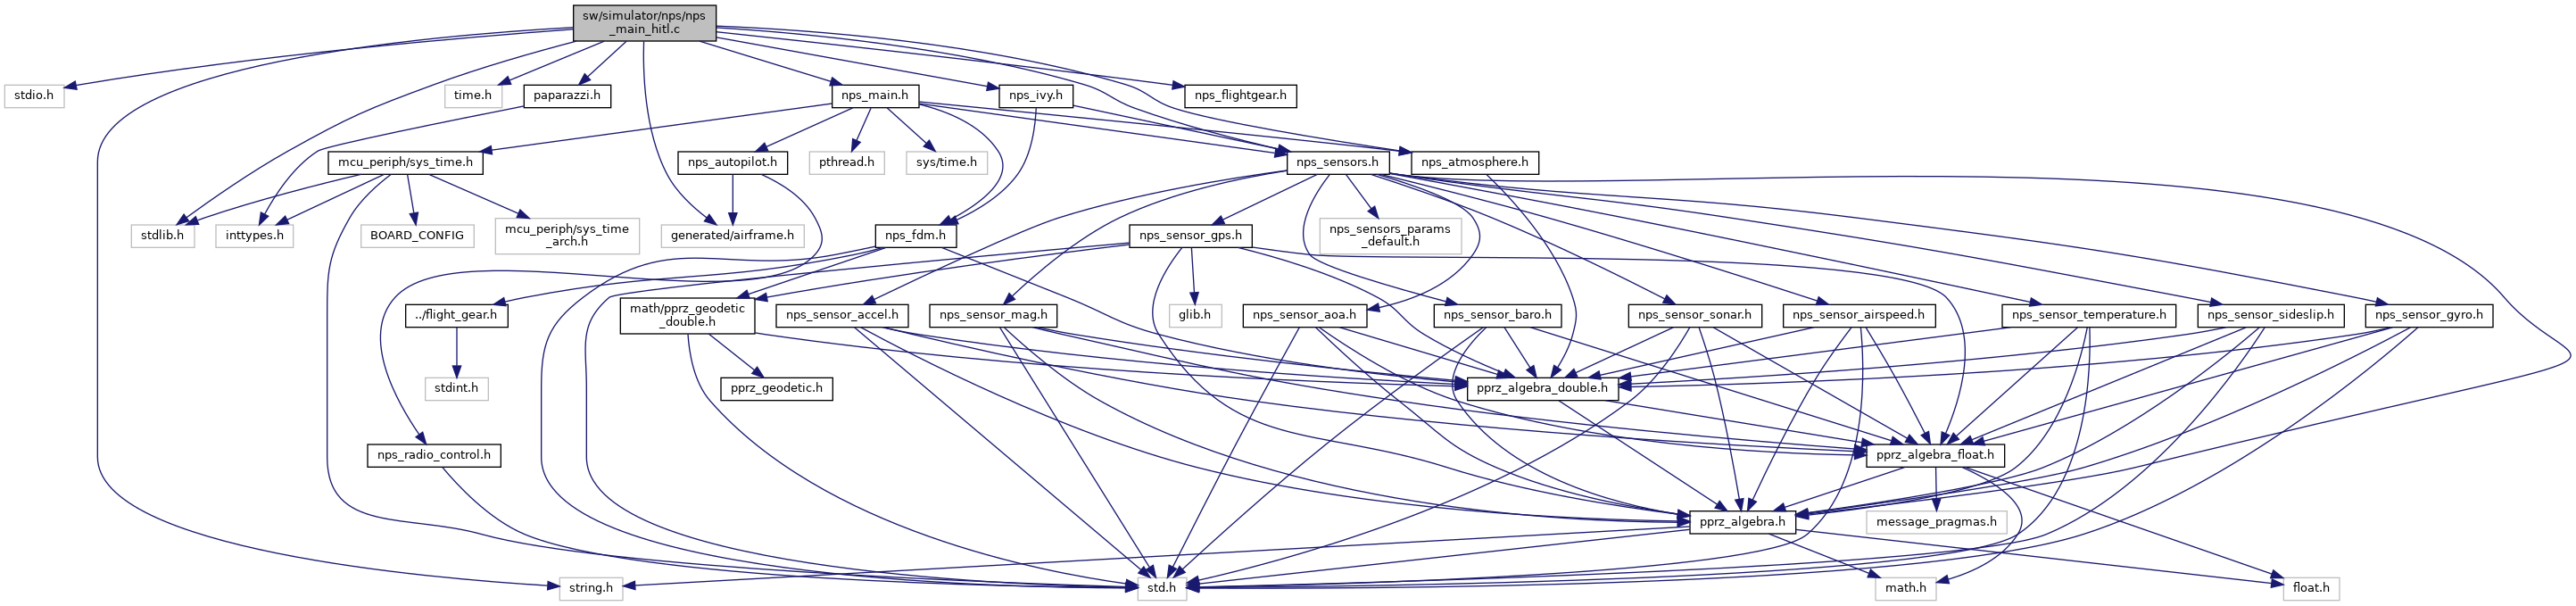 sw/simulator/nps/nps
_main_hitl.c
stdio.h
time.h
paparazzi.h
nps_main.h
nps_ivy.h
nps_flightgear.h
mcu_periph/sys_time.h
nps_autopilot.h
pthread.h
sys/time.h
nps_sensors.h
nps_atmosphere.h
stdlib.h
inttypes.h
BOARD_CONFIG
mcu_periph/sys_time
_arch.h
generated/airframe.h
nps_fdm.h
nps_sensor_gps.h
nps_sensors_params
_default.h
../flight_gear.h
math/pprz_geodetic
_double.h
nps_sensor_accel.h
nps_sensor_mag.h
glib.h
nps_sensor_aoa.h
nps_sensor_baro.h
nps_sensor_sonar.h
nps_sensor_airspeed.h
nps_sensor_temperature.h
nps_sensor_sideslip.h
nps_sensor_gyro.h
stdint.h
pprz_geodetic.h
pprz_algebra_double.h
nps_radio_control.h
pprz_algebra_float.h
pprz_algebra.h
message_pragmas.h
string.h
std.h
math.h
float.h